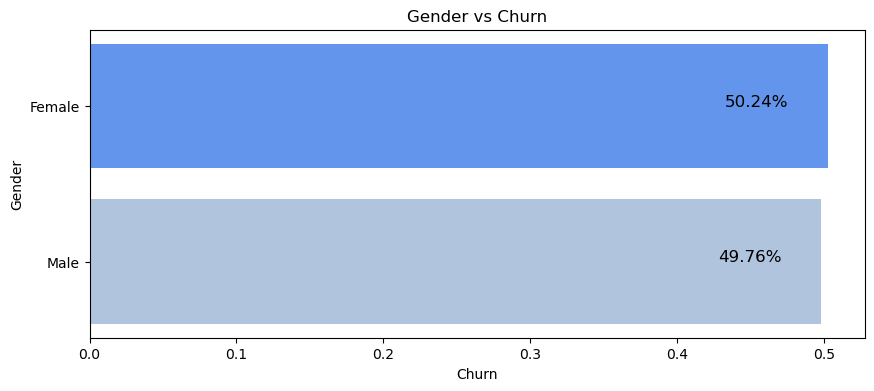 Gender vs Churn
Female
50.24%
Gender
Male
49.76%
0.0 0.1 0.2 0.3 0.4 0.5
Churn